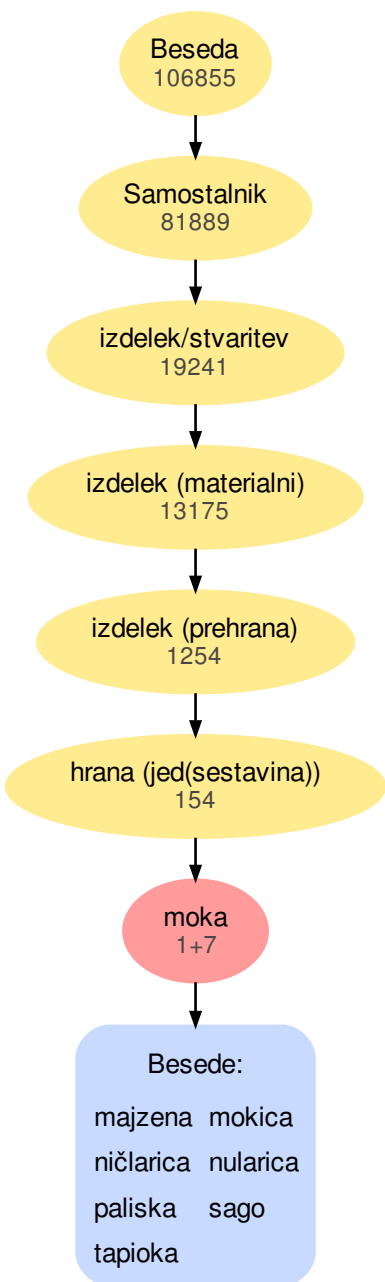 Beseda
106855
Samostalnik
81889
izdelek/stvaritev
19241
izdelek (materialni)
13175
izdelek (prehrana)
1254
hrana (jed(sestavina))
154
moka
1+7
Besede:
majzena mokica
ničlarica nularica
paliska sago
tapioka